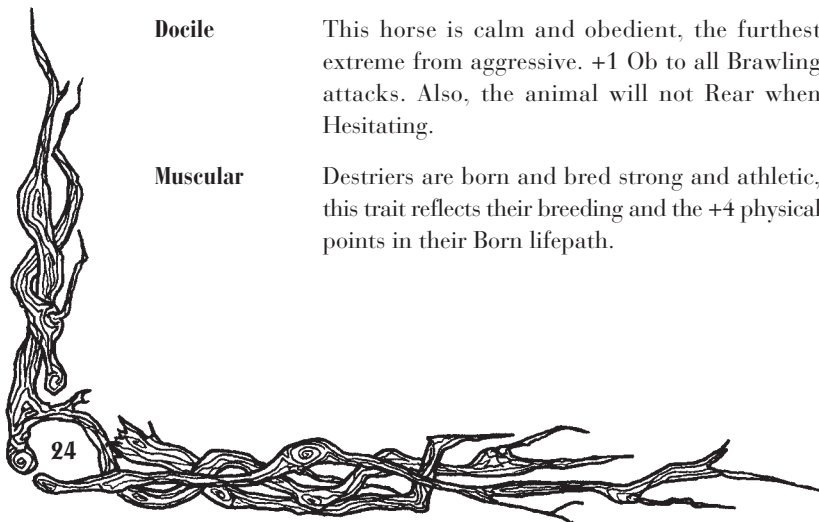 Docile This horse is calm and obedient, the furthest
extreme from aggressive. +1 Ob to all Brawling
attacks. Also, the animal will not Rear when
Hesitating.
Muscular Destriers are born and bred strong and athletic,
this trait reflects their breeding and the +4 physical
points in their Born lifepath.
24